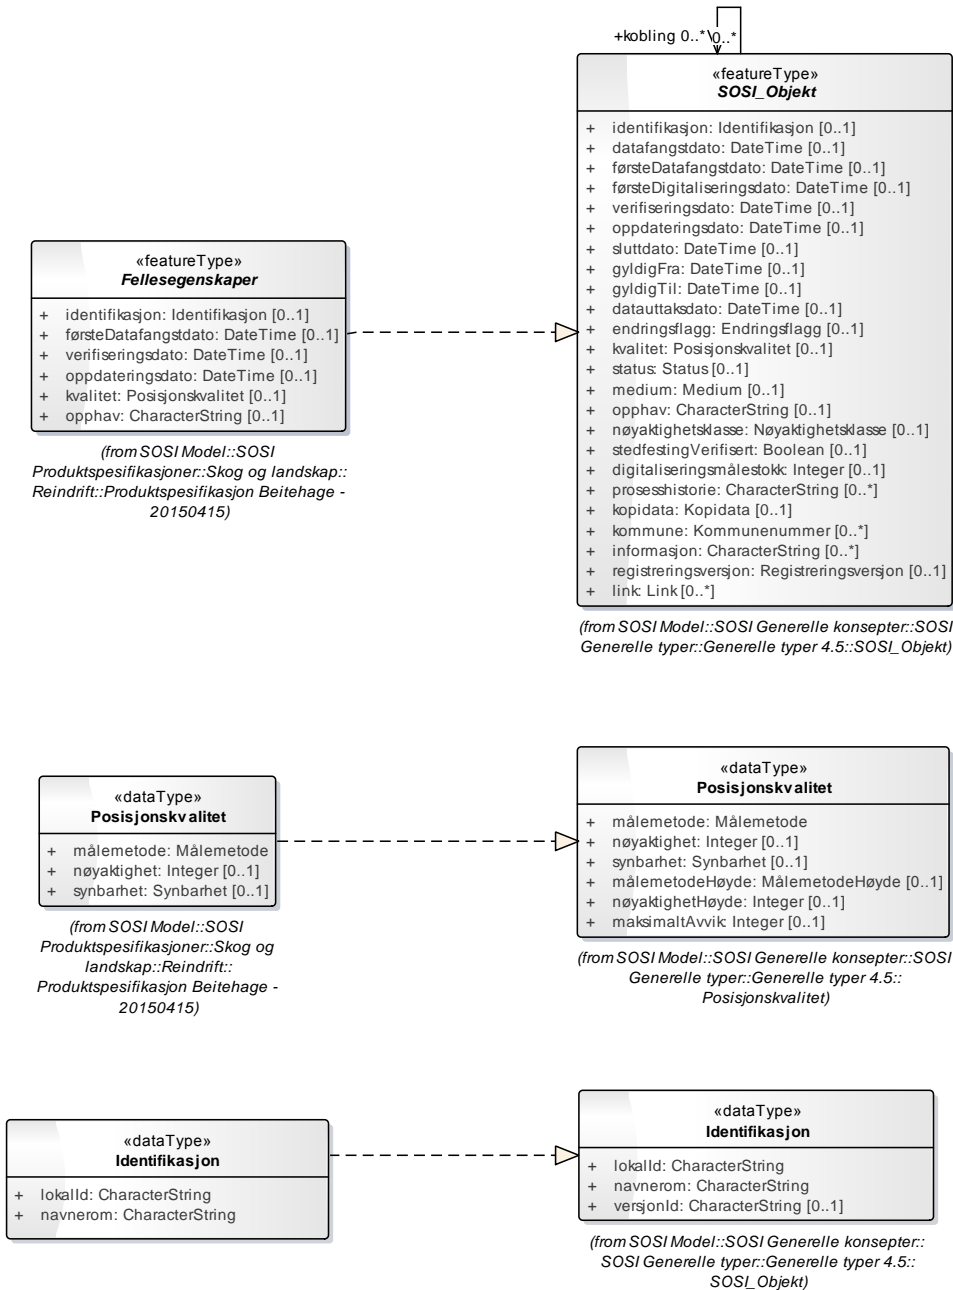 +kobling 0..*
0..*
«featureType»
SOSI_Objekt
+ identifikasjon: Identifikasjon [0..1]
+ datafangstdato: DateTime [0..1]
+ førsteDatafangstdato: DateTime [0..1]
+ førsteDigitaliseringsdato: DateTime [0..1]
+ verifiseringsdato: DateTime [0..1]
+ oppdateringsdato: DateTime [0..1]
+ sluttdato: DateTime [0..1]
+ gyldigFra: DateTime [0..1]
+ gyldigTil: DateTime [0..1]
+ datauttaksdato: DateTime [0..1]
+ endringsflagg: Endringsflagg [0..1]
+ kvalitet: Posisjonskvalitet [0..1]
+ status: Status [0..1]
+ medium: Medium [0..1]
+ opphav: CharacterString [0..1]
+ nøyaktighetsklasse: Nøyaktighetsklasse [0..1]
+ stedfestingVerifisert: Boolean [0..1]
+ digitaliseringsmålestokk: Integer [0..1]
+ prosesshistorie: CharacterString [0..*]
+ kopidata: Kopidata [0..1]
+ kommune: Kommunenummer [0..*]
+ informasjon: CharacterString [0..*]
+ registreringsversjon: Registreringsversjon [0..1]
+ link: Link [0..*]
(from SOSI Model::SOSI Generelle konsepter::SOSI
Generelle typer::Generelle typer 4.5::SOSI_Objekt)
«featureType»
Fellesegenskaper
+ identifikasjon: Identifikasjon [0..1]
+ førsteDatafangstdato: DateTime [0..1]
+ verifiseringsdato: DateTime [0..1]
+ oppdateringsdato: DateTime [0..1]
+ kvalitet: Posisjonskvalitet [0..1]
+ opphav: CharacterString [0..1]
(from SOSI Model::SOSI
Produktspesifikasjoner::Skog og landskap::
Reindrift::Produktspesifikasjon Beitehage -
20150415)
«dataType»
Posisjonskvalitet
+ målemetode: Målemetode
+ nøyaktighet: Integer [0..1]
+ synbarhet: Synbarhet [0..1]
(from SOSI Model::SOSI
Produktspesifikasjoner::Skog og
landskap::Reindrift::
Produktspesifikasjon Beitehage -
20150415)
«dataType»
Posisjonskvalitet
+ målemetode: Målemetode
+ nøyaktighet: Integer [0..1]
+ synbarhet: Synbarhet [0..1]
+ målemetodeHøyde: MålemetodeHøyde [0..1]
+ nøyaktighetHøyde: Integer [0..1]
+ maksimaltAvvik: Integer [0..1]
(from SOSI Model::SOSI Generelle konsepter::SOSI
Generelle typer::Generelle typer 4.5::
Posisjonskvalitet)
«dataType»
Identifikasjon
+ lokalId: CharacterString
+ navnerom: CharacterString
«dataType»
Identifikasjon
+ lokalId: CharacterString
+ navnerom: CharacterString
+ versjonId: CharacterString [0..1]
(from SOSI Model::SOSI Generelle konsepter::
SOSI Generelle typer::Generelle typer 4.5::
SOSI_Objekt)